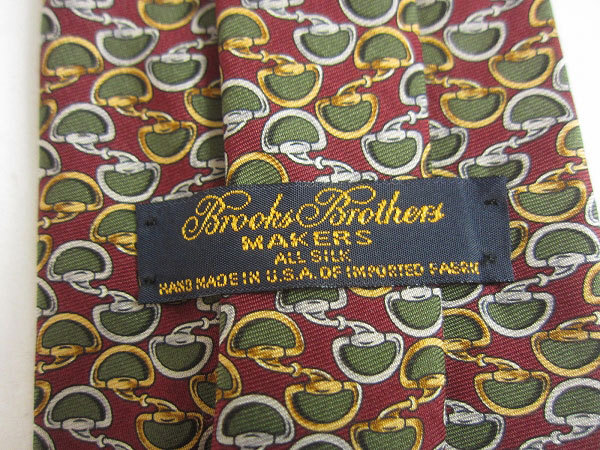 Brooks Brothers
MAKERS
ALL SILK
HAND MADE IN U.S.A. OF IMPORTED FABRIC